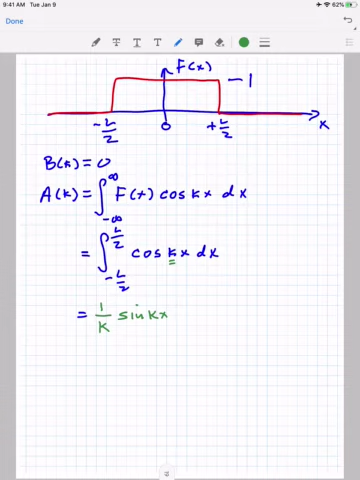 9:41 AM Tue Jan 9
62%
Done
F(x)
1
-L/2
0
+L/2
x
B(k) = 0
A(k) = ∫_{-∞}^{∞} F(x) cos kx dx
= ∫_{-L/2}^{L/2} cos kx dx
= 1/k sin kx